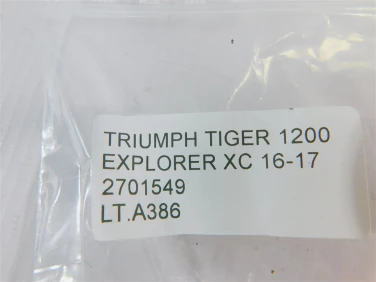 TRIUMPH TIGER 1200
EXPLORER XC 16-17
2701549
LT.A386